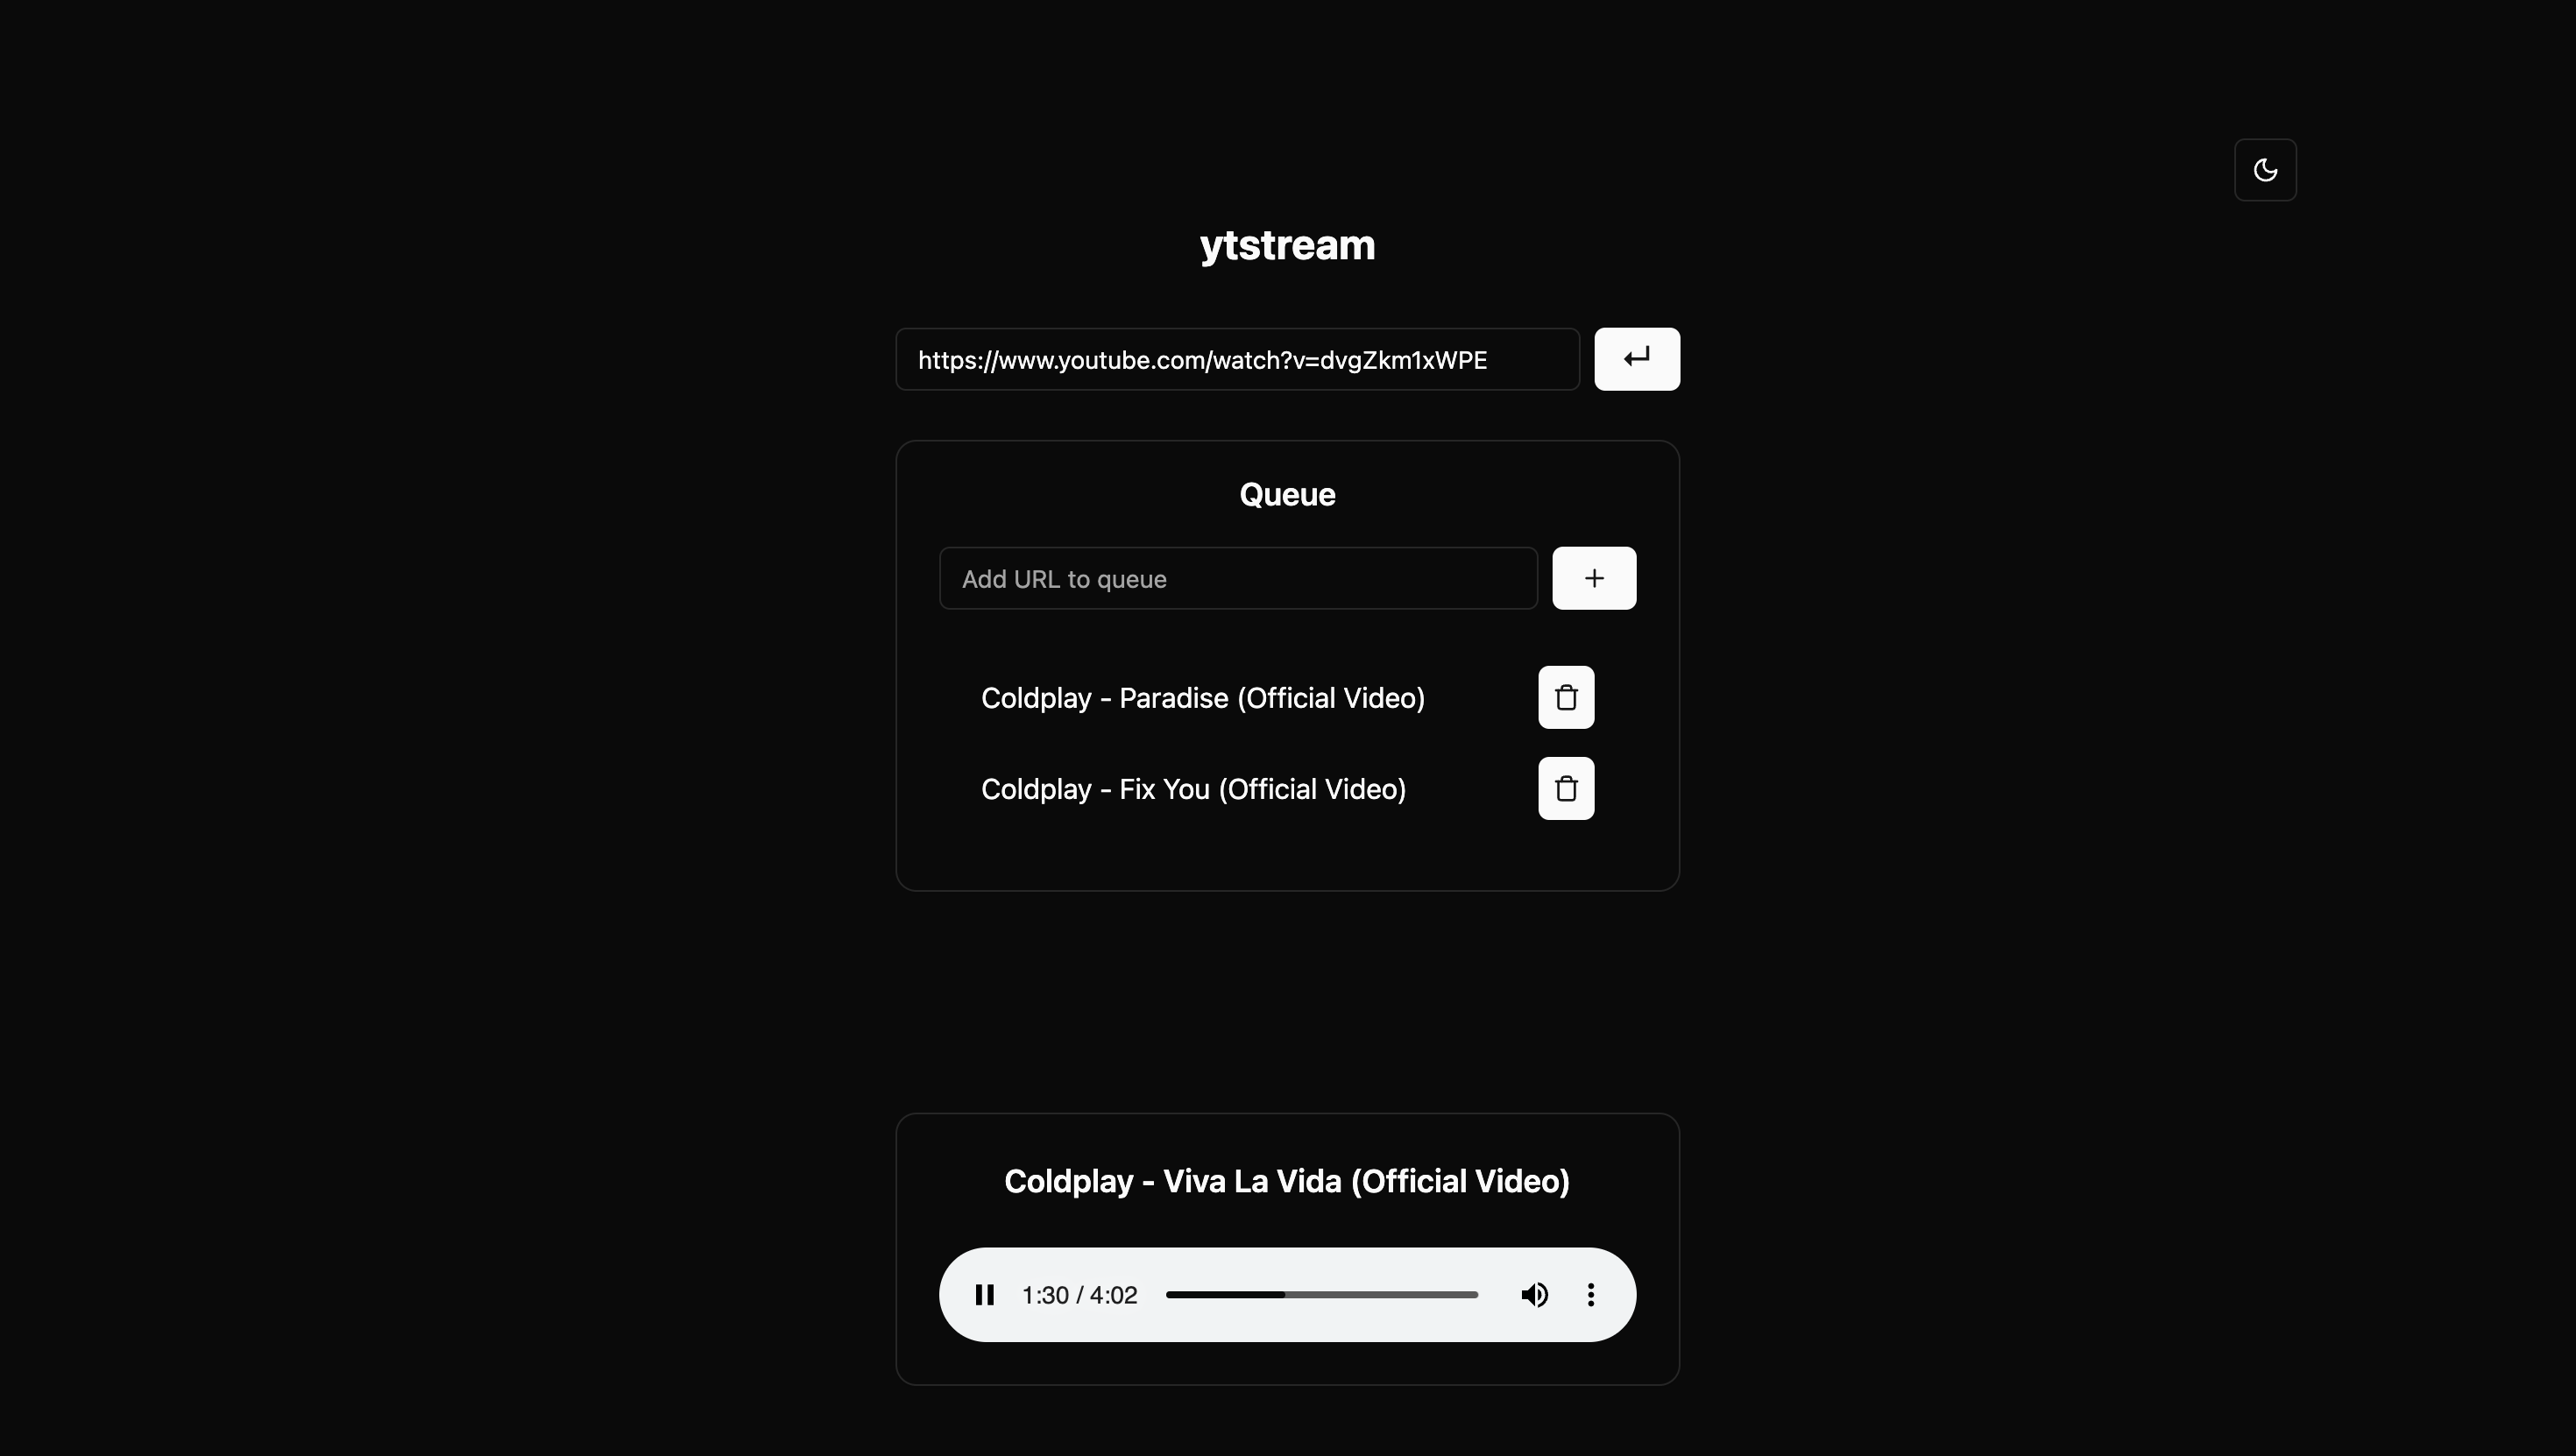 ytstream
https://www.youtube.com/watch?v=dvgZkm1xWPE
Queue
Add URL to queue
Coldplay - Paradise (Official Video)
Coldplay - Fix You (Official Video)
Coldplay - Viva La Vida (Official Video)
1:30 / 4:02